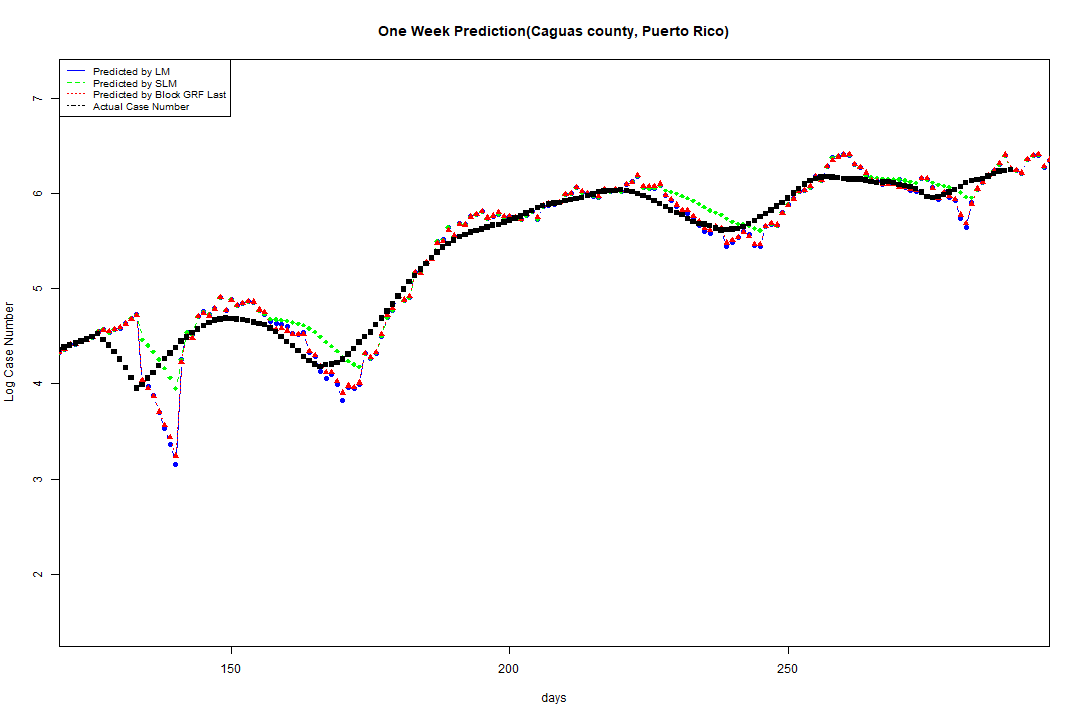 One Week Prediction(Caguas county, Puerto Rico)
Predicted by LM
Predicted by SLM
Predicted by Block GRF Last
Actual Case Number
7
6
5
4
3
2
Log Case Number
150
200
250
days